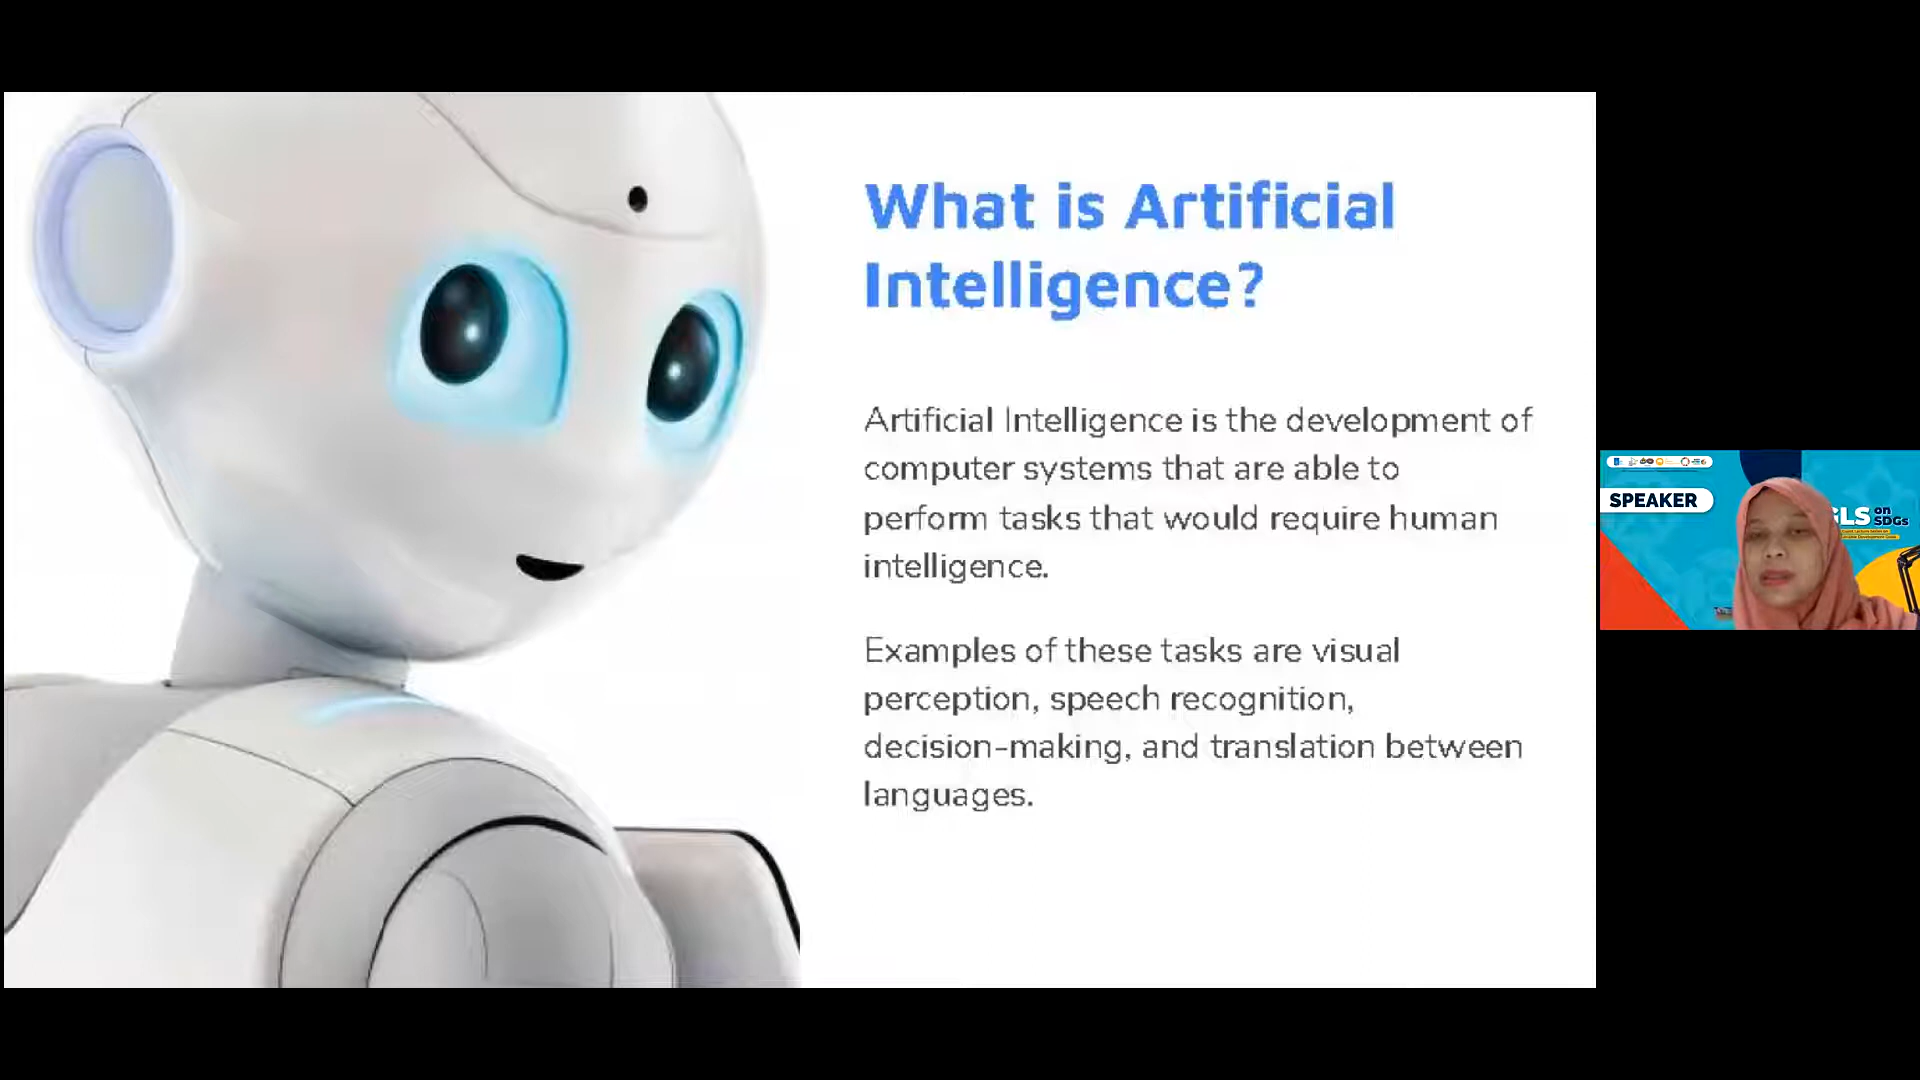 What is Artificial
Intelligence?
Artificial Intelligence is the development of
computer systems that are able to
perform tasks that would require human
intelligence.
Examples of these tasks are visual
perception, speech recognition,
decision-making, and translation between
languages.
SPEAKER
GLS on
SDGs